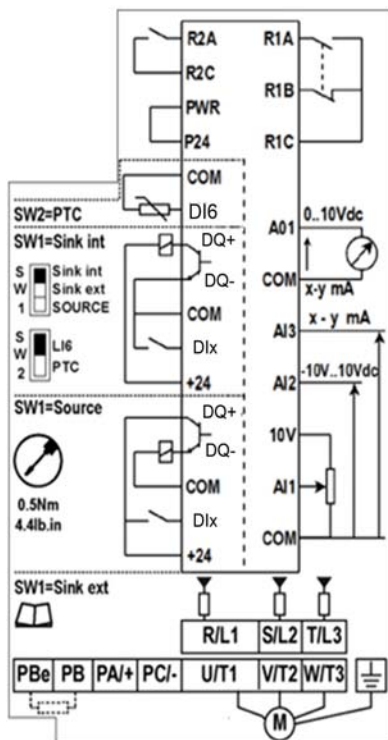 R2A R1A
R2C
PWR R1B
P24 R1C
COM
SW2=PTC DI6 A01 0..10Vdc
SW1=Sink int DQ+
S W 1 Sink int Sink ext SOURCE
DQ- COM x-y mA
COM AI3 x - y mA
S W 2 LI6 PTC
DIx
+24 AI2 -10V..10Vdc
SW1=Source DQ+
DQ- 10V
0.5Nm
4.4lb.in
COM AI1
DIx
+24 COM
SW1=Sink ext
R/L1 S/L2 T/L3
PBe PB PA/+ PC/- U/T1 V/T2 W/T3
M